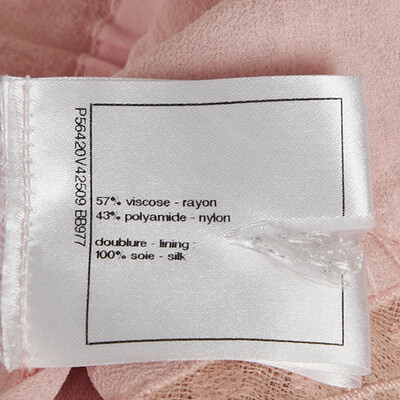 P56420V42509 BB977
57% viscose - rayon
43% polyamide - nylon
doublure - lining :
100% soie - silk